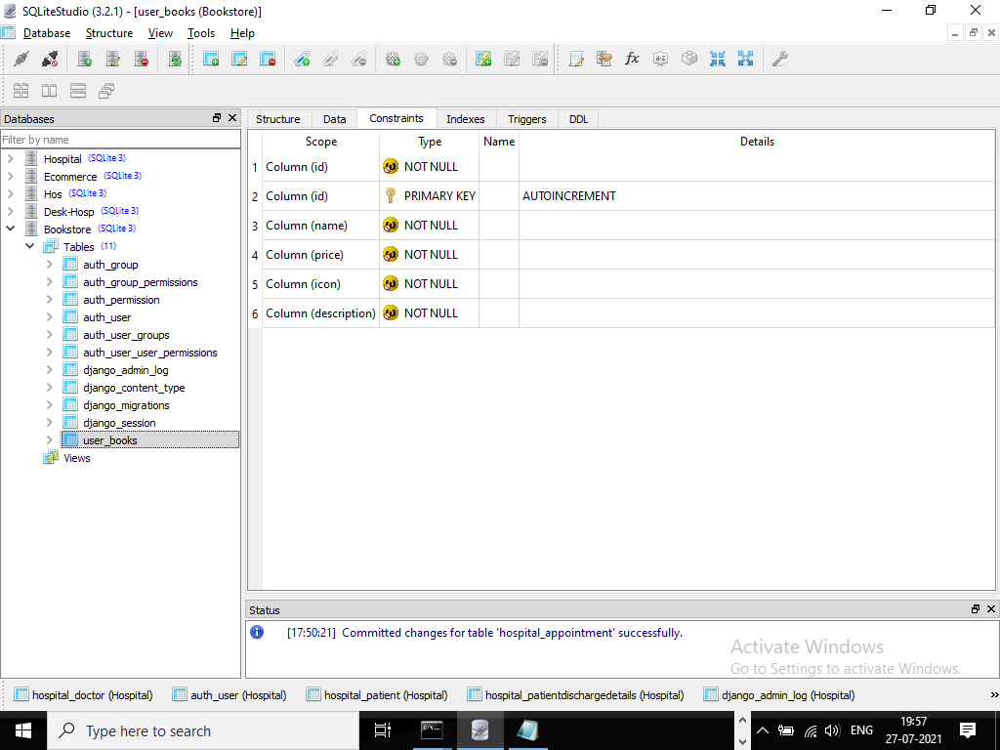 SQLiteStudio (3.2.1) - [user_books (Bookstore)]
Database Structure View Tools Help
Databases
Filter by name
Hospital (SQLite 3)
Ecommerce (SQLite 3)
Hos (SQLite 3)
Desk-Hosp (SQLite 3)
Bookstore (SQLite 3)
Tables (11)
auth_group
auth_group_permissions
auth_permission
auth_user
auth_user_groups
auth_user_user_permissions
django_admin_log
django_content_type
django_migrations
django_session
user_books
Views
Structure Data Constraints Indexes Triggers DDL
Scope Type Name Details
1 Column (id) NOT NULL
2 Column (id) PRIMARY KEY AUTOINCREMENT
3 Column (name) NOT NULL
4 Column (price) NOT NULL
5 Column (icon) NOT NULL
6 Column (description) NOT NULL
Status
[17:50:21] Committed changes for table 'hospital_appointment' successfully.
Activate Windows
Go to Settings to activate Windows.
hospital_doctor (Hospital) auth_user (Hospital) hospital_patient (Hospital) hospital_patientdischargedetails (Hospital) django_admin_log (Hospital) »
Type here to search
ENG
19:57
27-07-2021